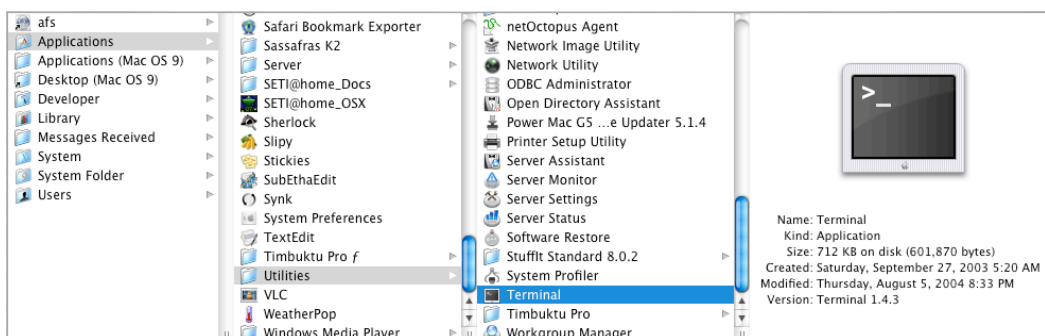 afs
Applications
Applications (Mac OS 9)
Desktop (Mac OS 9)
Developer
Library
Messages Received
System
System Folder
Users
Safari Bookmark Exporter
Sassafras K2
Server
SETI@home_Docs
SETI@home_OSX
Sherlock
Slipy
Stickies
SubEthaEdit
Synk
System Preferences
TextEdit
Timbuktu Pro ƒ
Utilities
VLC
WeatherPop
Windows Media Player
netOctopus Agent
Network Image Utility
Network Utility
ODBC Administrator
Open Directory Assistant
Power Mac G5 ...e Updater 5.1.4
Printer Setup Utility
Server Assistant
Server Monitor
Server Settings
Server Status
Software Restore
StuffIt Standard 8.0.2
System Profiler
Terminal
Timbuktu Pro
Workgroup Manager
>_
Name: Terminal
Kind: Application
Size: 712 KB on disk (601,870 bytes)
Created: Saturday, September 27, 2003 5:20 AM
Modified: Thursday, August 5, 2004 8:33 PM
Version: Terminal 1.4.3